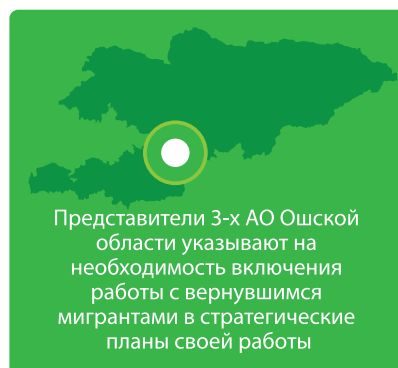 Представители 3-х АО Ошской
области указывают на
необходимость включения
работы с вернувшимся
мигрантами в стратегические
планы своей работы